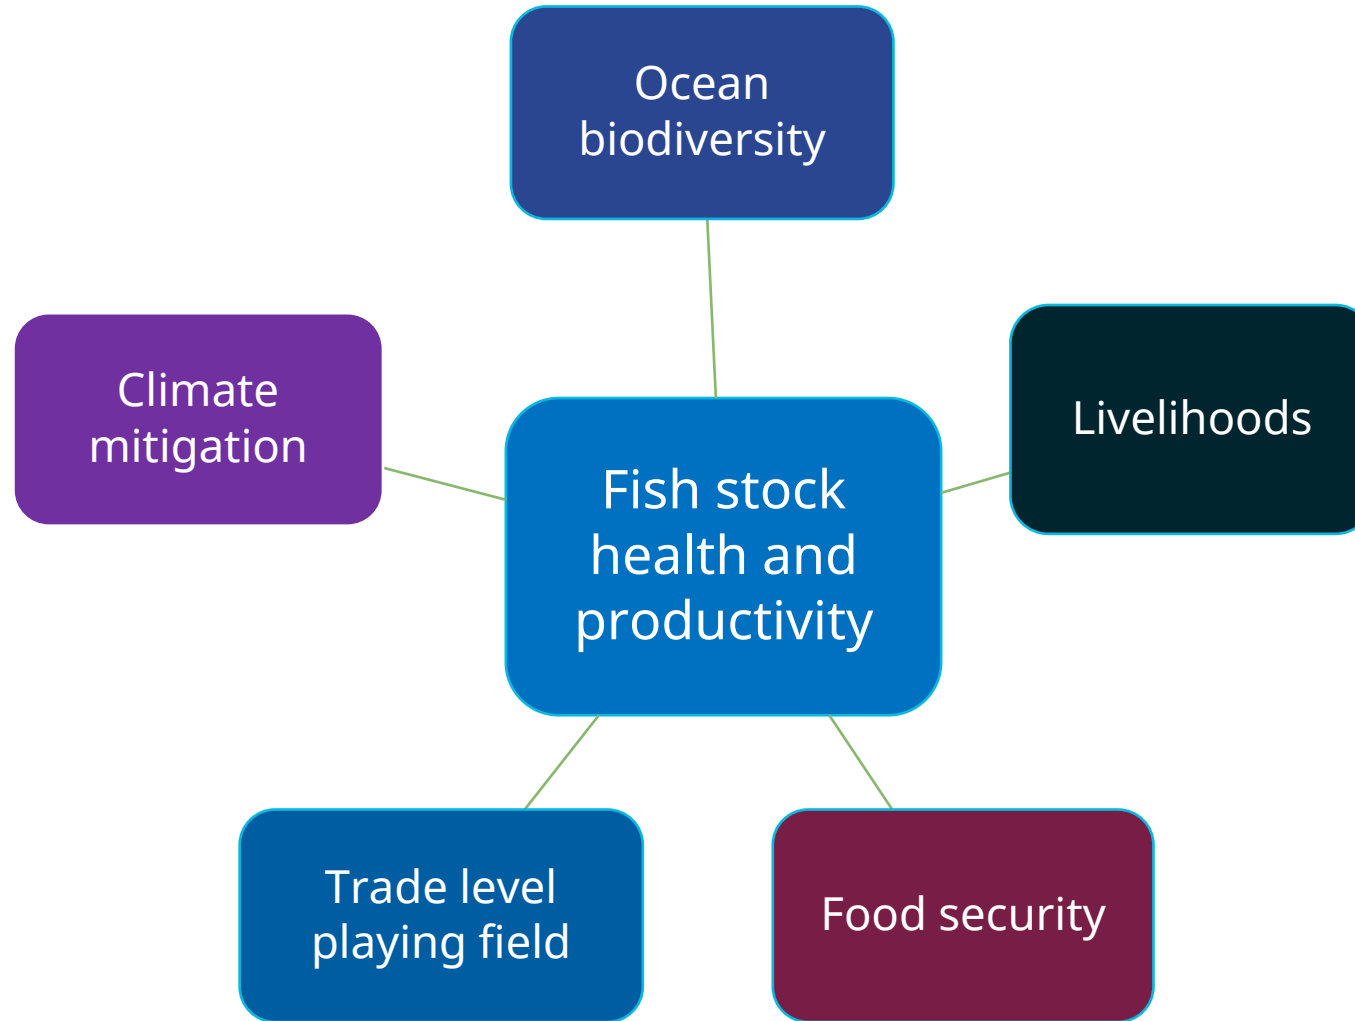 Ocean
biodiversity
Climate
mitigation
Livelihoods
Fish stock
health and
productivity
Trade level
playing field
Food security